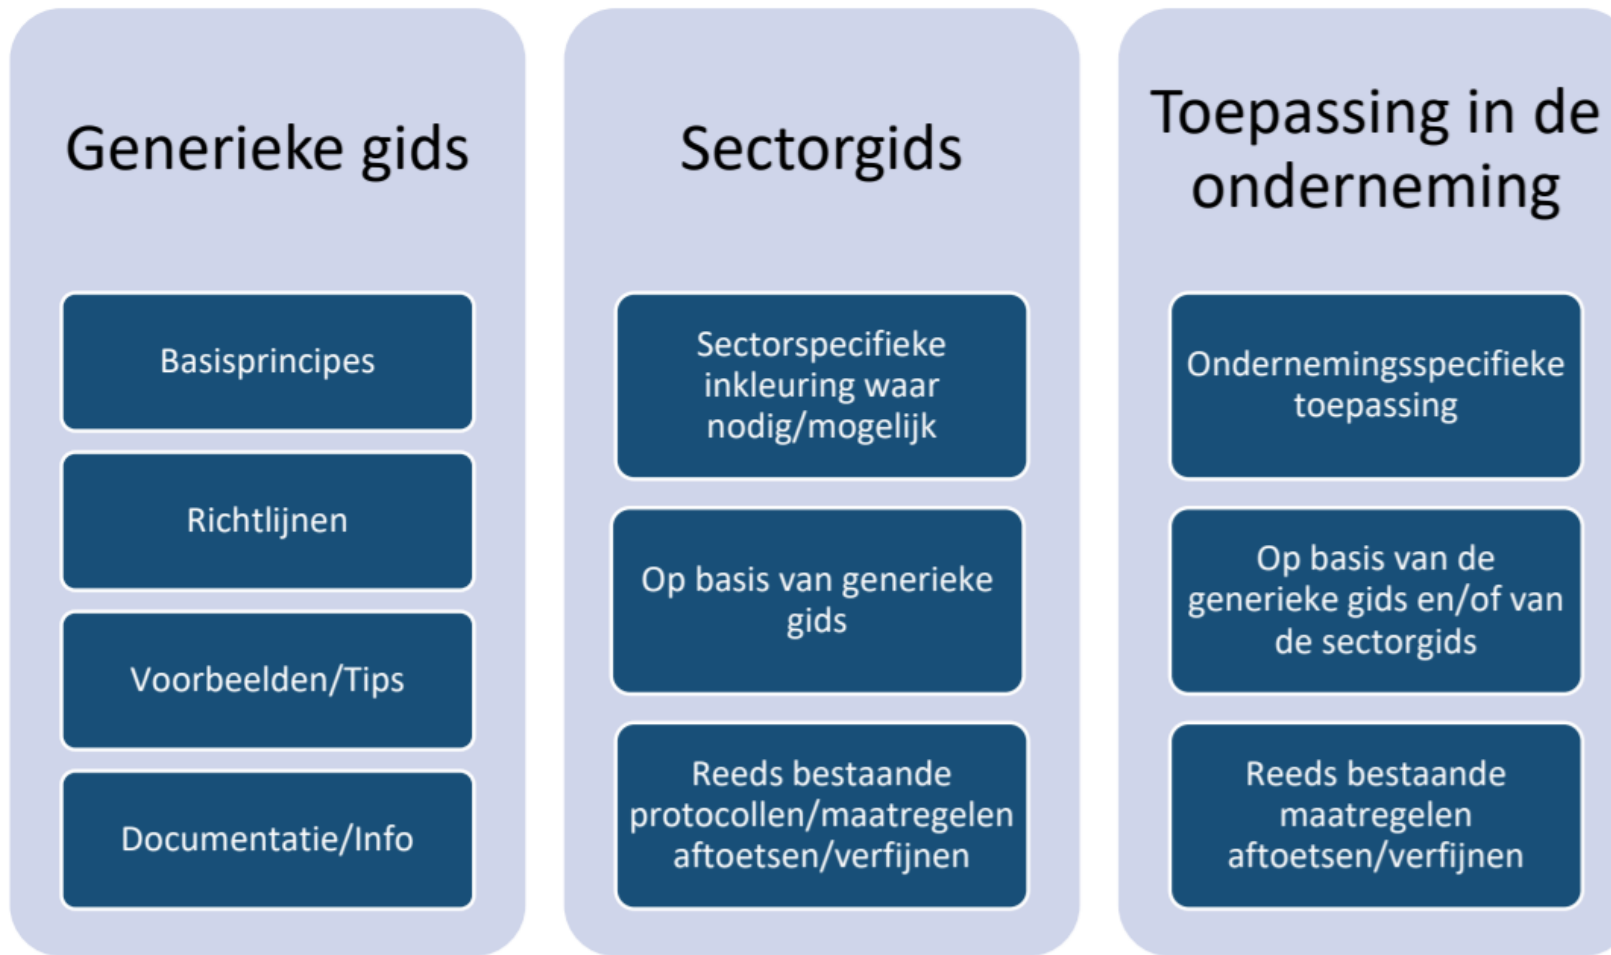 Generieke gids
Basisprincipes
Richtlijnen
Voorbeelden/Tips
Documentatie/Info
Sectorgids
Sectorspecifieke
inkleuring waar
nodig/mogelijk
Op basis van generieke
gids
Reeds bestaande
protocollen/maatregelen
aftoetsen/verfijnen
Toepassing in de
onderneming
Ondernemingsspecifieke
toepassing
Op basis van de
generieke gids en/of van
de sectorgids
Reeds bestaande
maatregelen
aftoetsen/verfijnen